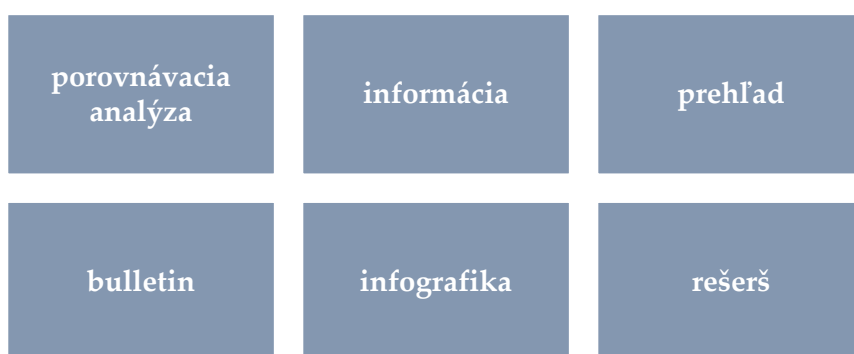 porovnávacia
analýza
informácia
prehľad
bulletin
infografika
rešerš